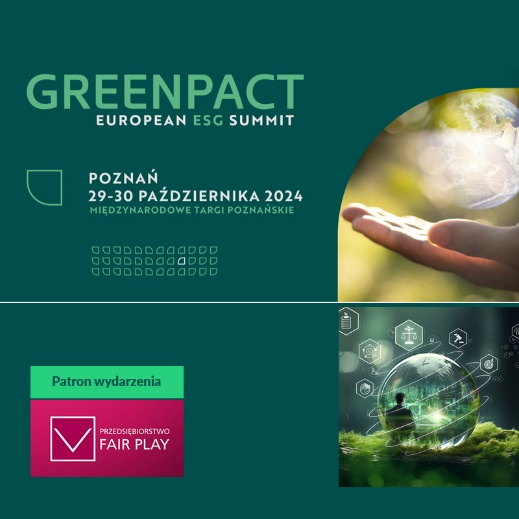 GREENPACT
EUROPEAN ESG SUMMIT
POZNAŃ
29-30 PAŹDZIERNIKA 2024
MIĘDZYNARODOWE TARGI POZNAŃSKIE
Patron wydarzenia
PRZEDSIĘBIORSTWO
FAIR PLAY